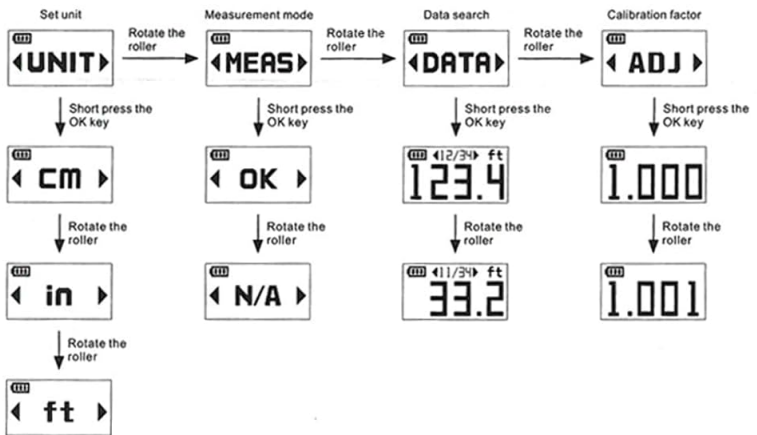 Set unit
Measurement mode
Data search
Calibration factor
UNIT
Rotate the
roller
MEAS
Rotate the
roller
DATA
Rotate the
roller
ADJ
Short press the
OK key
Short press the
OK key
Short press the
OK key
Short press the
OK key
cm
OK
12/34 ft
123.4
1.000
Rotate the
roller
Rotate the
roller
Rotate the
roller
Rotate the
roller
in
N/A
11/34 ft
33.2
1.001
Rotate the
roller
ft